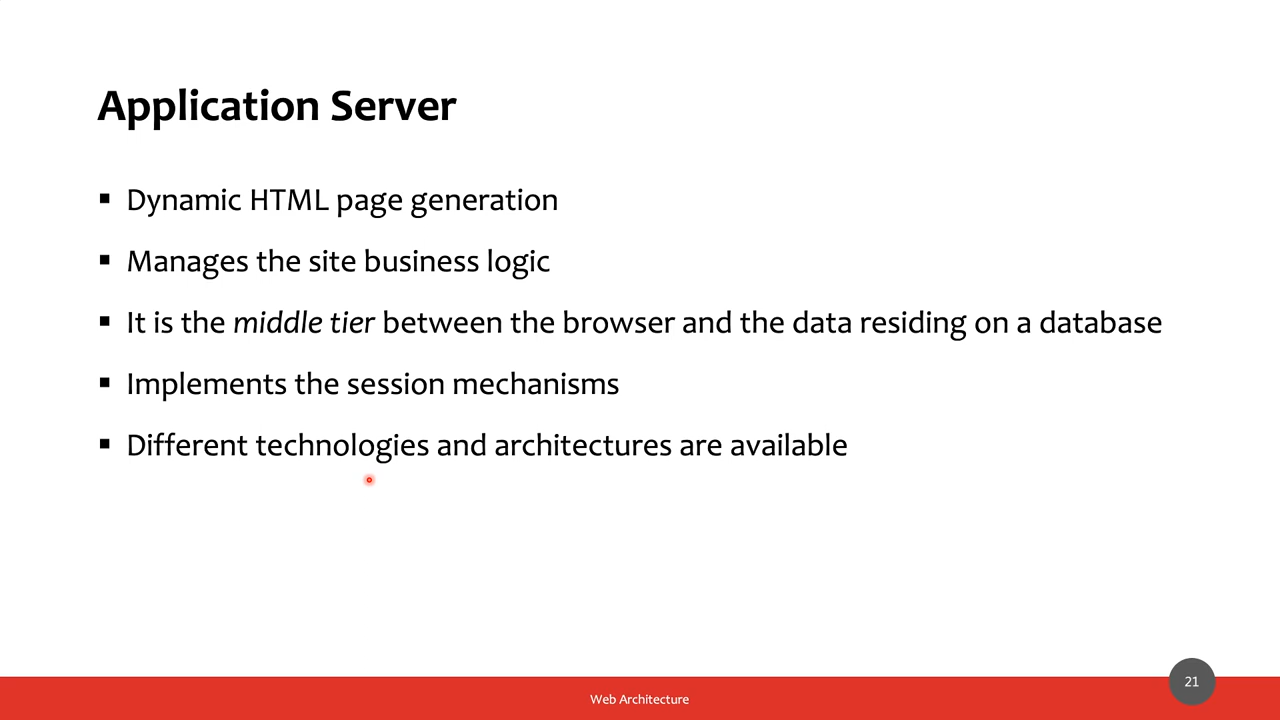 Application Server
▪ Dynamic HTML page generation
▪ Manages the site business logic
▪ It is the middle tier between the browser and the data residing on a database
▪ Implements the session mechanisms
▪ Different technologies and architectures are available
21
Web Architecture